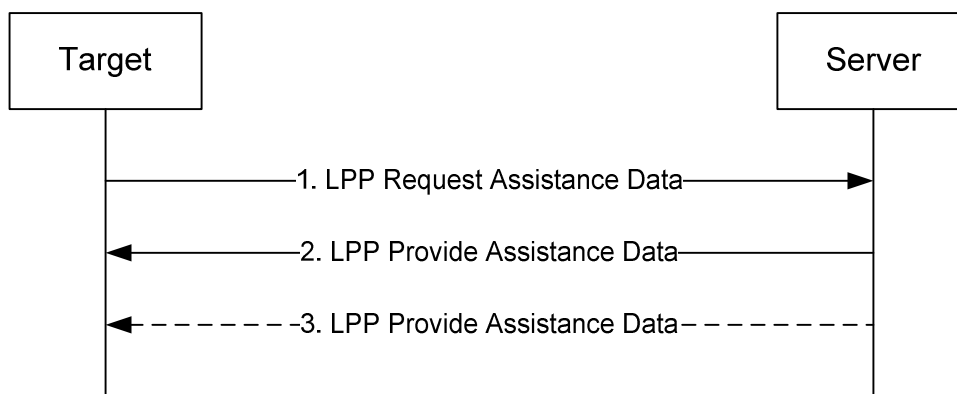 Target
Server
1. LPP Request Assistance Data
2. LPP Provide Assistance Data
3. LPP Provide Assistance Data